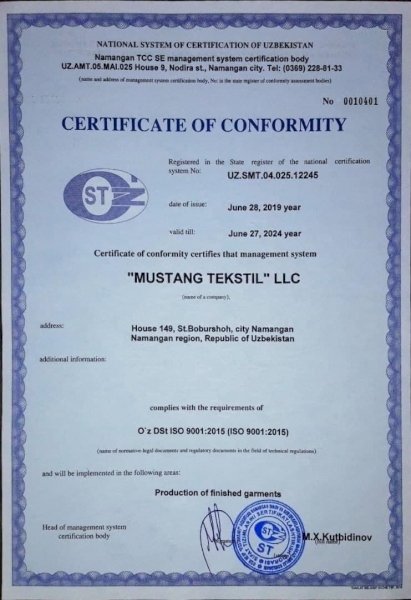 NATIONAL SYSTEM OF CERTIFICATION OF UZBEKISTAN
Namangan TCC SE management system certification body
UZ.AMT.05.MAI.025 House 9, Nodira st., Namangan city. Tel: (0369) 228-81-33
(name and address of management system certification body, No. in the state register of conformity assessment bodies)
No 0010401
CERTIFICATE OF CONFORMITY
Registered in the State register of the national certification
system No: UZ.SMT.04.025.12245
ST
date of issue: June 28, 2019 year
valid till: June 27, 2024 year
Certificate of conformity certifies that management system
"MUSTANG TEKSTIL" LLC
(name of a company),
address: House 149, St.Boburshoh, city Namangan
Namangan region, Republic of Uzbekistan
additional information:
complies with the requirements of
O`z DSt ISO 9001:2015 (ISO 9001:2015)
(name of normative legal documents and regulatory documents in the field of technical regulations)
and will be implemented in the following areas:
Production of finished garments
Head of management system
certification body
M.X.Kutbidinov
ST